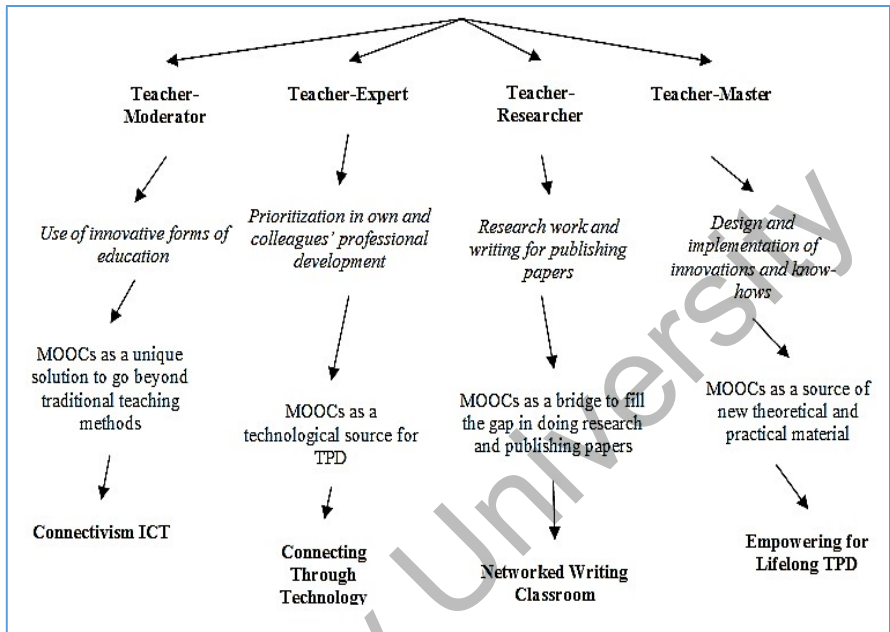 Teacher-
Moderator
Teacher-Expert
Teacher-
Researcher
Teacher-Master
Use of innovative forms of
education
Prioritization in own and
colleagues' professional
development
Research work and
writing for publishing
papers
Design and
implementation of
innovations and know-
hows
MOOCs as a unique
solution to go beyond
traditional teaching
methods
MOOCs as a
technological source for
TPD
MOOCs as a bridge to fill
the gap in doing research
and publishing papers
MOOCs as a source of
new theoretical and
practical material
Connectivism ICT
Connecting
Through
Technology
Networked Writing
Classroom
Empowering for
Lifelong TPD
y University